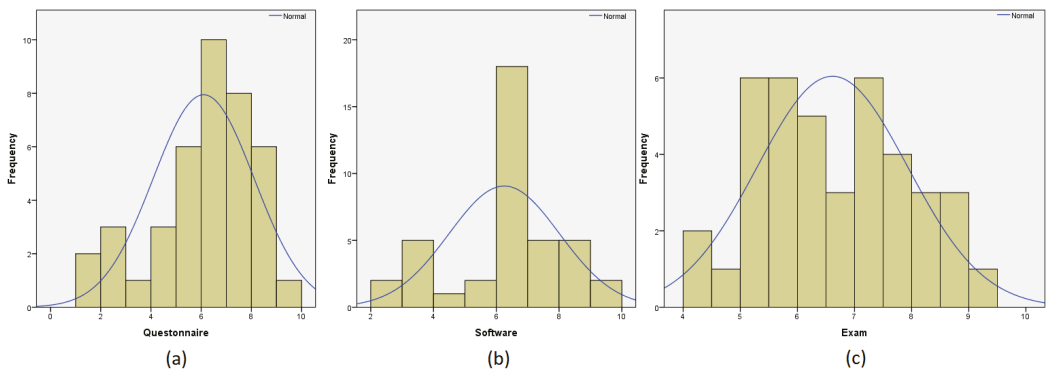 Normal
Frequency
10
8
6
4
2
0
0 2 4 6 8 10
Questonnaire
(a)
Normal
Frequency
20
15
10
5
0
2 4 6 8 10
Software
(b)
Normal
Frequency
6
4
2
0
4 5 6 7 8 9 10
Exam
(c)